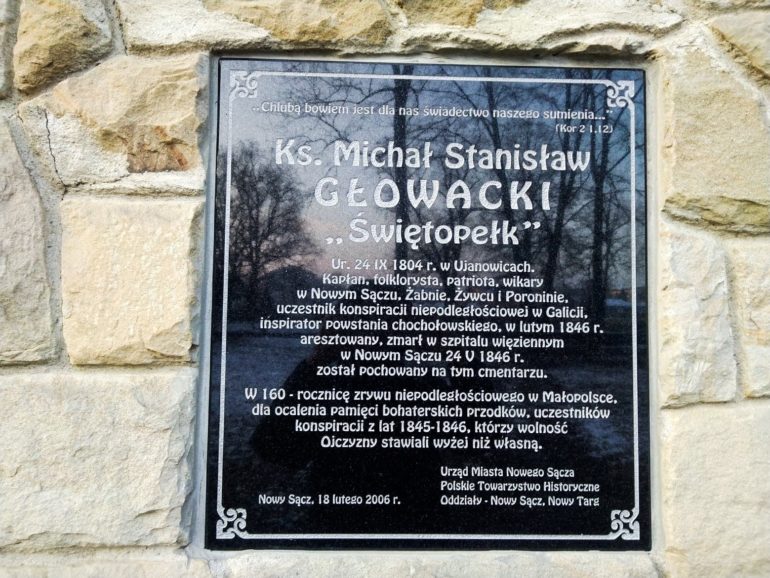 „Chlubą bowiem jest dla nas świadectwo naszego sumienia..."
(Kor 2 1,12)
Ks. Michał Stanisław
GŁOWACKI
„Świętopełk"
Ur. 24 IX 1804 r. w Ujanowicach.
Kapłan, folklorysta, patriota, wikary
w Nowym Sączu, Żabnie, Żywcu i Poroninie,
uczestnik konspiracji niepodległościowej w Galicji,
inspirator powstania chochołowskiego, w lutym 1846 r.
aresztowany, zmarł w szpitalu więziennym
w Nowym Sączu 24 V 1846 r.
został pochowany na tym cmentarzu.
W 160 - rocznicę zrywu niepodległościowego w Małopolsce,
dla ocalenia pamięci bohaterskich przodków, uczestników
konspiracji z lat 1845-1846, którzy wolność
Ojczyzny stawiali wyżej niż własną.
Urząd Miasta Nowego Sącza
Polskie Towarzystwo Historyczne
Nowy Sącz, 18 lutego 2006 r. Oddziały - Nowy Sącz, Nowy Targ